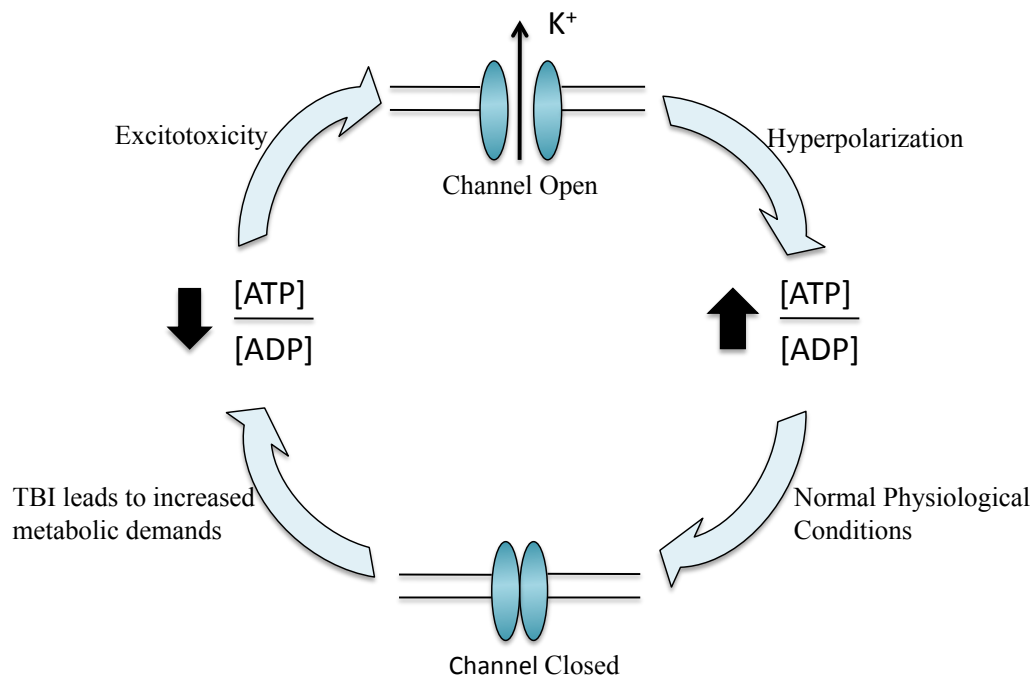 K⁺
Excitotoxicity
Hyperpolarization
Channel Open
[ATP]
[ADP]
[ATP]
[ADP]
TBI leads to increased
metabolic demands
Normal Physiological
Conditions
Channel Closed